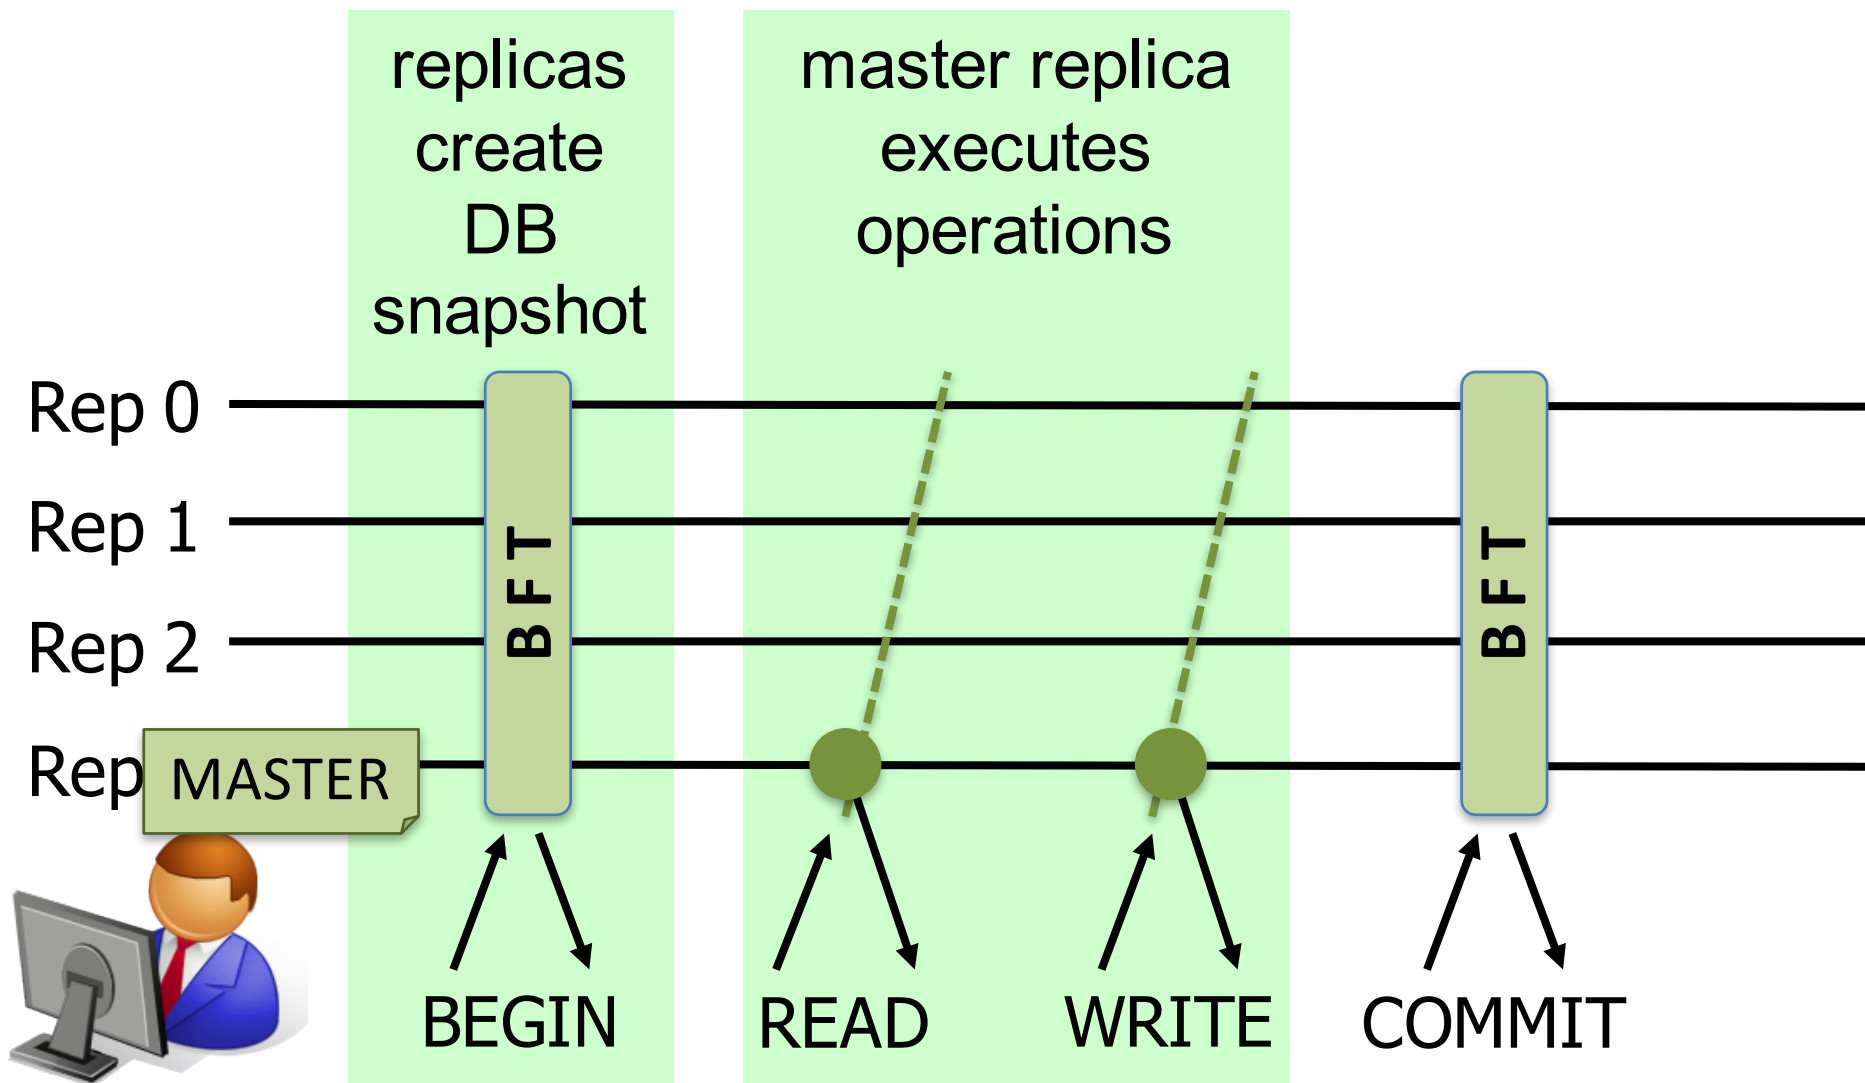 replicas
create
DB
snapshot
master replica
executes
operations
Rep 0
Rep 1
Rep 2
Rep
MASTER
BFT
BFT
BEGIN
READ
WRITE
COMMIT